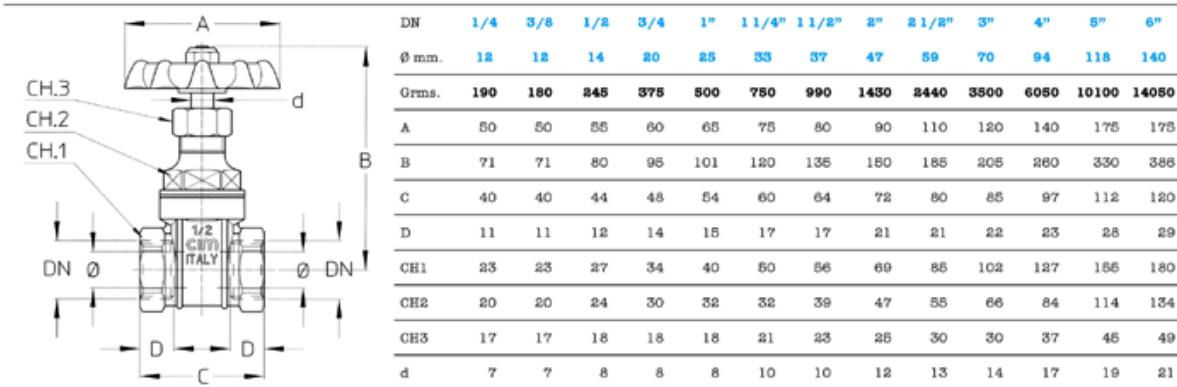 A
CH.3
d
CH.2
CH.1
B
1/2
cim
ITALY
DN Ø Ø DN
D D
C
DN 1/4 3/8 1/2 3/4 1" 1 1/4" 1 1/2" 2" 2 1/2" 3" 4" 5" 6"
Ø mm. 12 12 14 20 25 33 37 47 59 70 94 118 140
Grms. 190 180 245 375 500 750 990 1430 2440 3500 6050 10100 14050
A 50 50 55 60 65 75 80 90 110 120 140 175 175
B 71 71 80 95 101 120 135 150 185 205 260 330 386
C 40 40 44 48 54 60 64 72 80 85 97 112 120
D 11 11 12 14 15 17 17 21 21 22 23 28 29
CH1 23 23 27 34 40 50 56 69 85 102 127 155 180
CH2 20 20 24 30 32 32 39 47 55 66 84 114 134
CH3 17 17 18 18 18 21 23 25 30 30 37 45 49
d 7 7 8 8 8 10 10 12 13 14 17 19 21